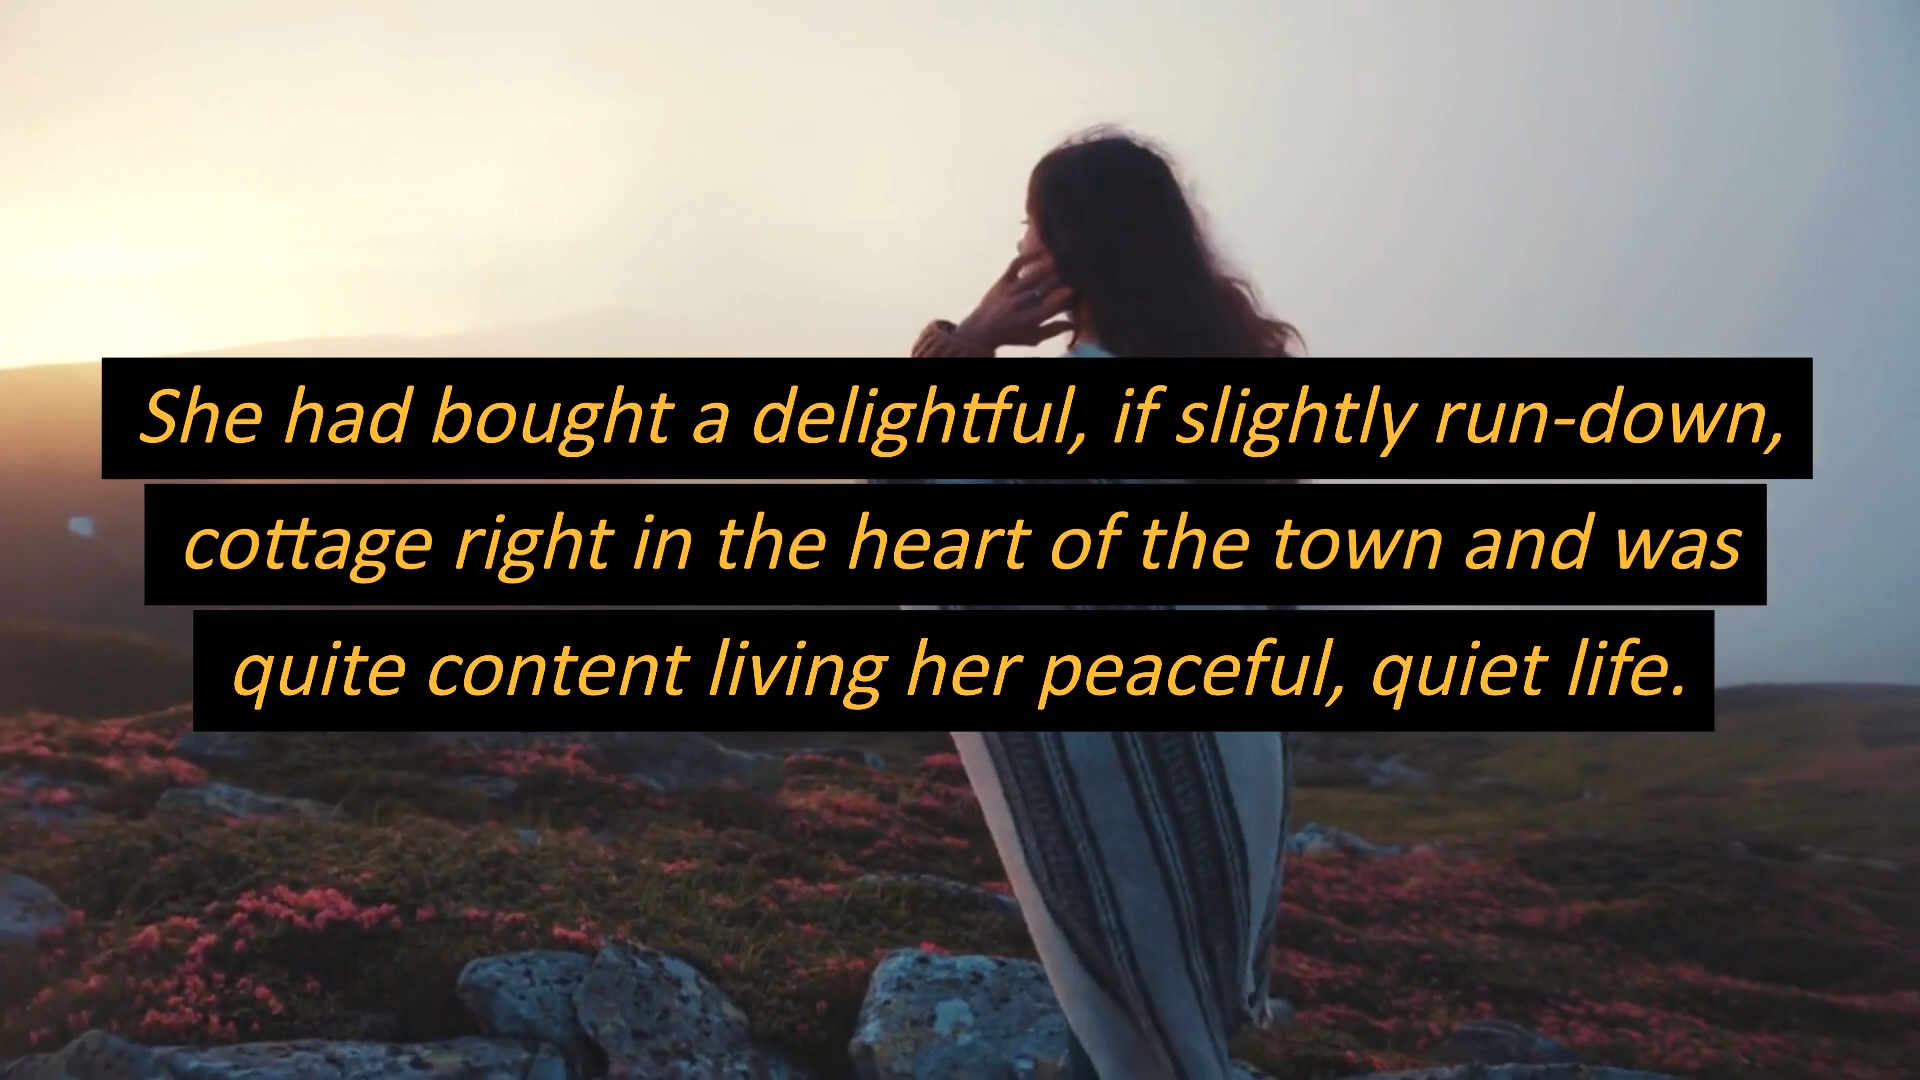 She had bought a delightful, if slightly run-down,
cottage right in the heart of the town and was
quite content living her peaceful, quiet life.